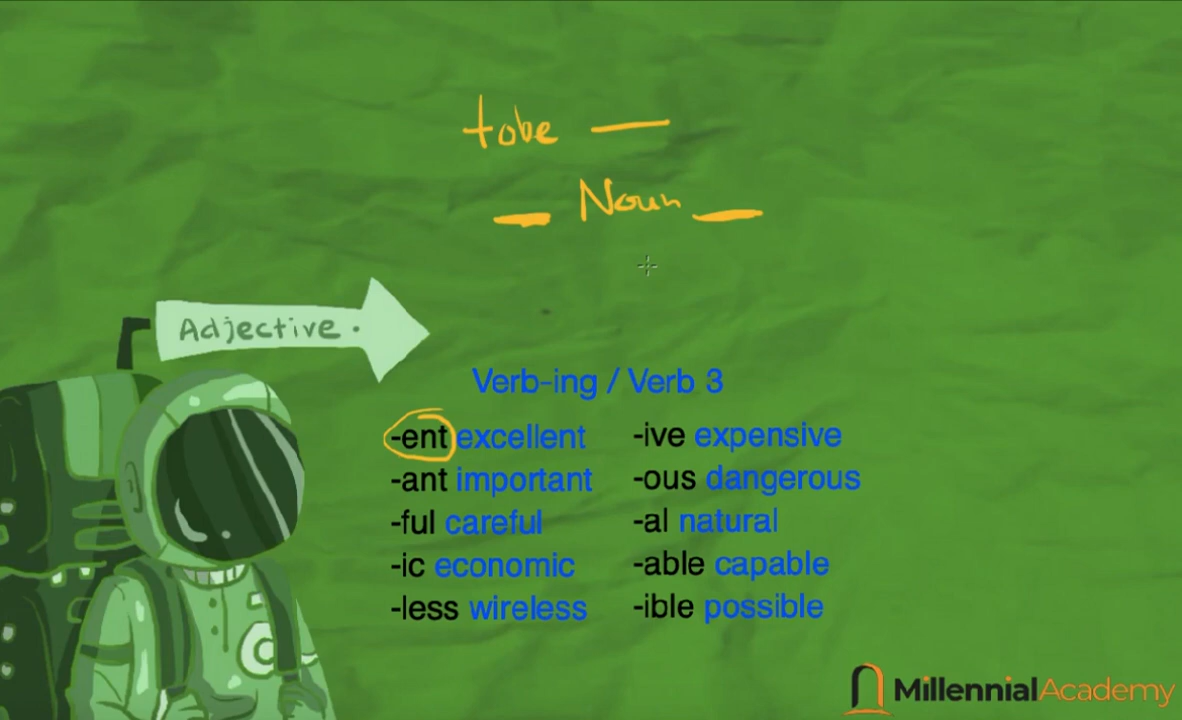 tobe —
_ Noun _
Adjective.
Verb-ing / Verb 3
-ent excellent
-ant important
-ful careful
-ic economic
-less wireless
-ive expensive
-ous dangerous
-al natural
-able capable
-ible possible
MillennialAcademy